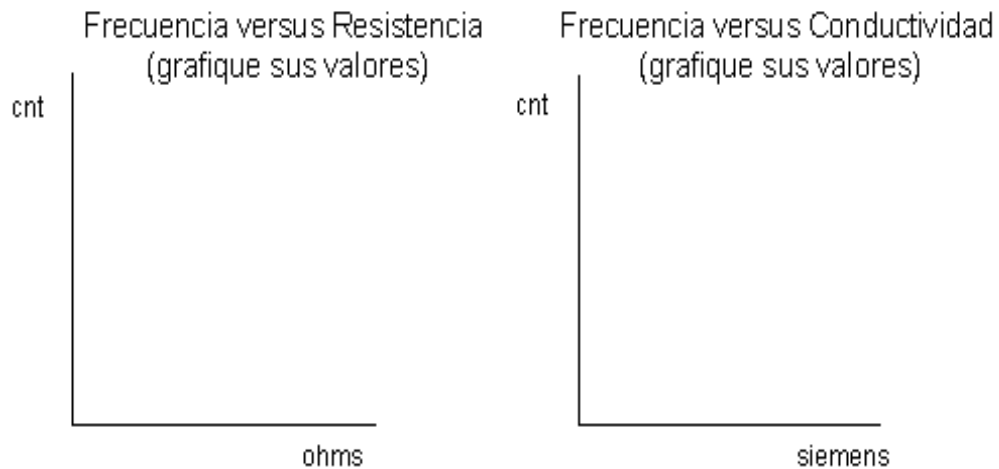 Frecuencia versus Resistencia
(grafique sus valores)
cnt
ohms
Frecuencia versus Conductividad
(grafique sus valores)
cnt
siemens